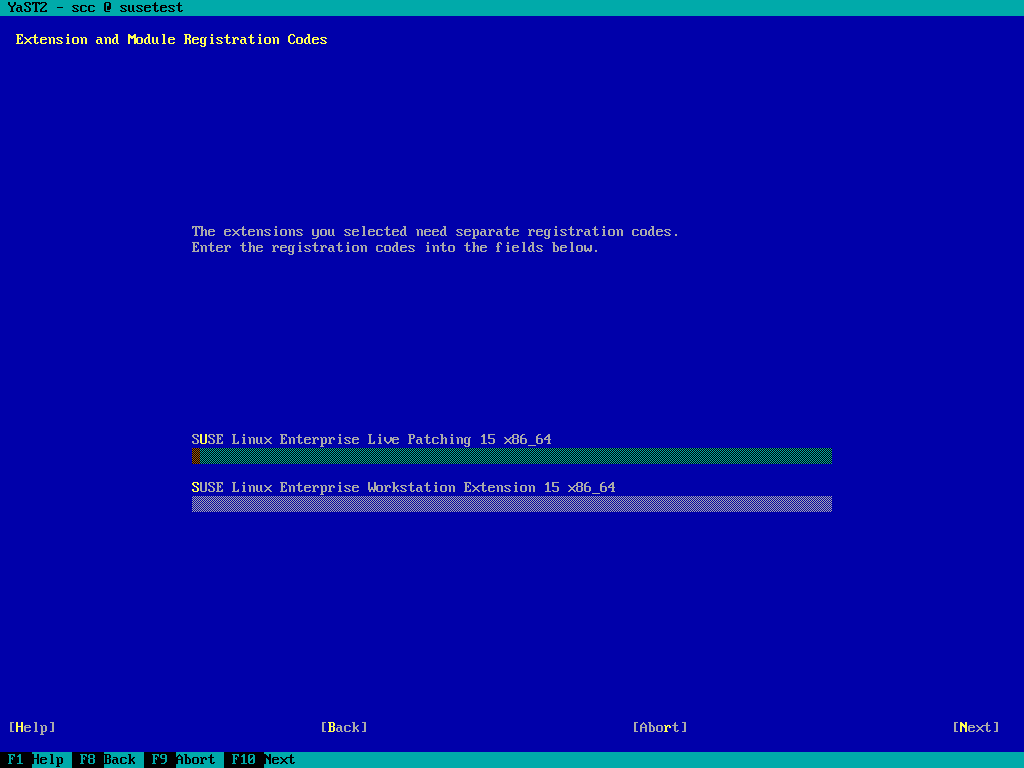 YaST2 - scc @ susetest
Extension and Module Registration Codes
The extensions you selected need separate registration codes.
Enter the registration codes into the fields below.
SUSE Linux Enterprise Live Patching 15 x86_64
SUSE Linux Enterprise Workstation Extension 15 x86_64
[Help] [Back] [Abort] [Next]
F1 Help F8 Back F9 Abort F10 Next